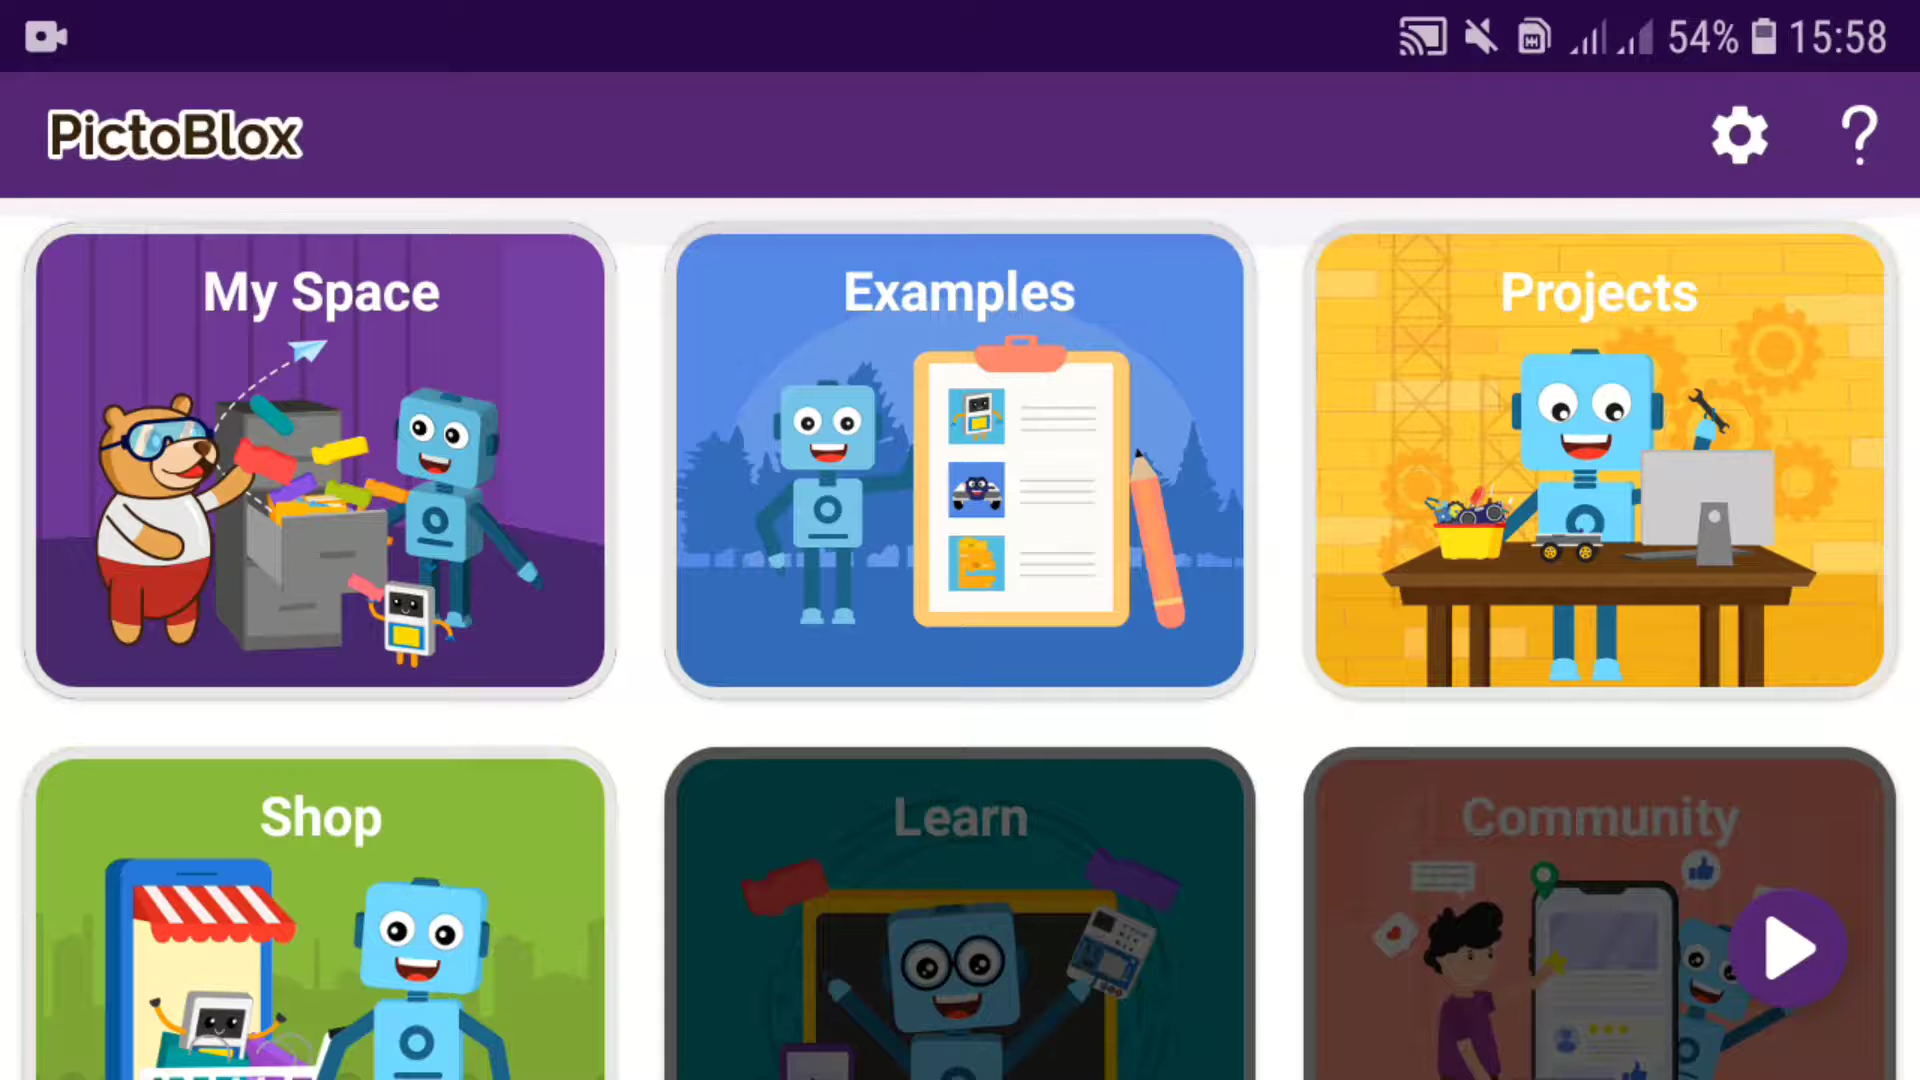 54% 15:58
PictoBlox ?
My Space
Examples
Projects
Shop
Learn
Community